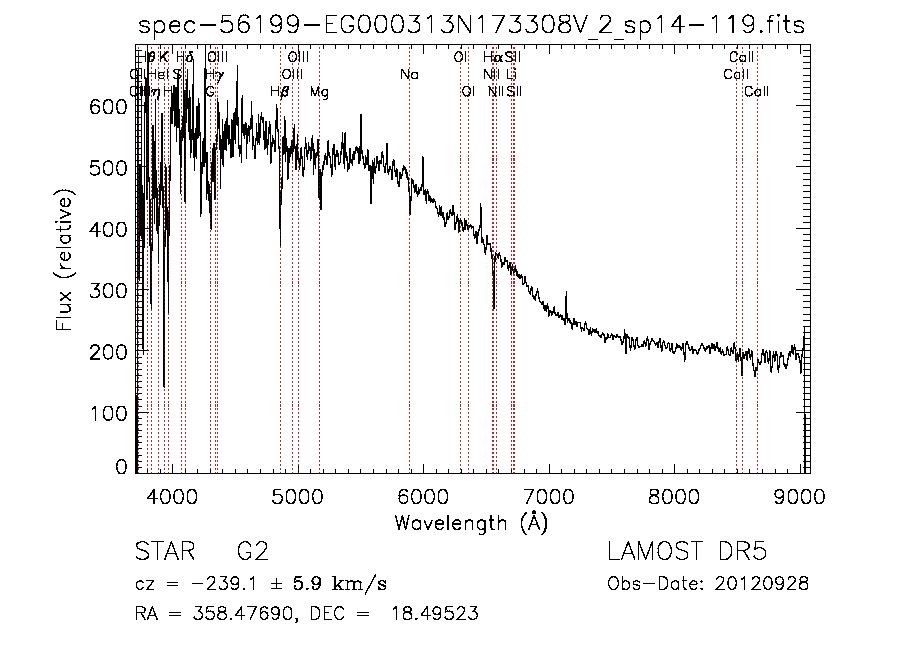 spec-56199-EG000313N173308V_2_sp14-119.fits
K Hδ OIII OIII OI Hα SII CaII
HeI S Hγ OIII Na NII Li CaII
G Hβ Mg OI NII SII CaII
600
500
400
300
200
100
0
Flux (relative)
4000 5000 6000 7000 8000 9000
Wavelength (Å)
STAR G2 LAMOST DR5
cz = -239.1 ± 5.9 km/s Obs-Date: 20120928
RA = 358.47690, DEC = 18.49523